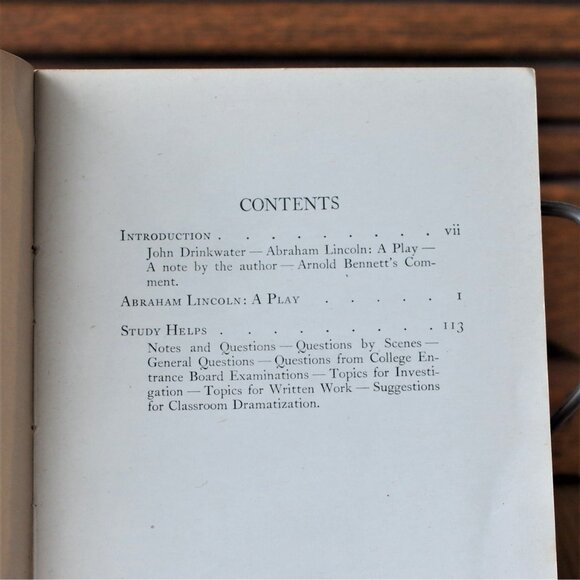 CONTENTS
INTRODUCTION . . . . . . . . . vii
John Drinkwater — Abraham Lincoln: A Play —
A note by the author — Arnold Bennett's Com-
ment.
ABRAHAM LINCOLN: A PLAY . . . . . 1
STUDY HELPS . . . . . . . . . 113
Notes and Questions — Questions by Scenes —
General Questions — Questions from College En-
trance Board Examinations — Topics for Investi-
gation — Topics for Written Work — Suggestions
for Classroom Dramatization.